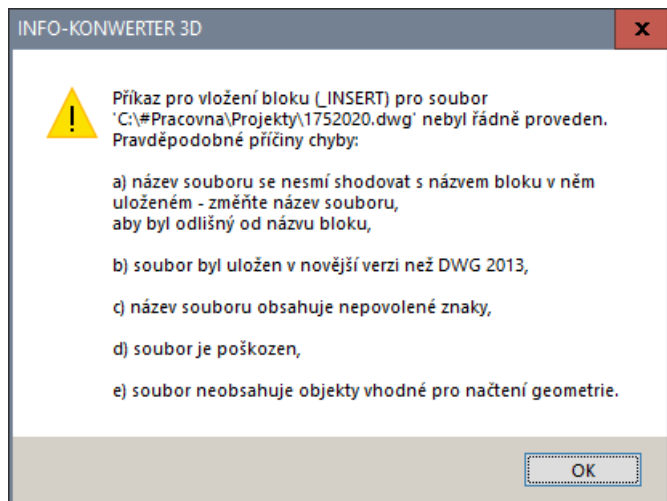 INFO-KONWERTER 3D
x
Příkaz pro vložení bloku (_INSERT) pro soubor
'C:\#Pracovna\Projekty\1752020.dwg' nebyl řádně proveden.
Pravděpodobné příčiny chyby:
a) název souboru se nesmí shodovat s názvem bloku v něm
uloženém - změňte název souboru,
aby byl odlišný od názvu bloku,
b) soubor byl uložen v novější verzi než DWG 2013,
c) název souboru obsahuje nepovolené znaky,
d) soubor je poškozen,
e) soubor neobsahuje objekty vhodné pro načtení geometrie.
OK